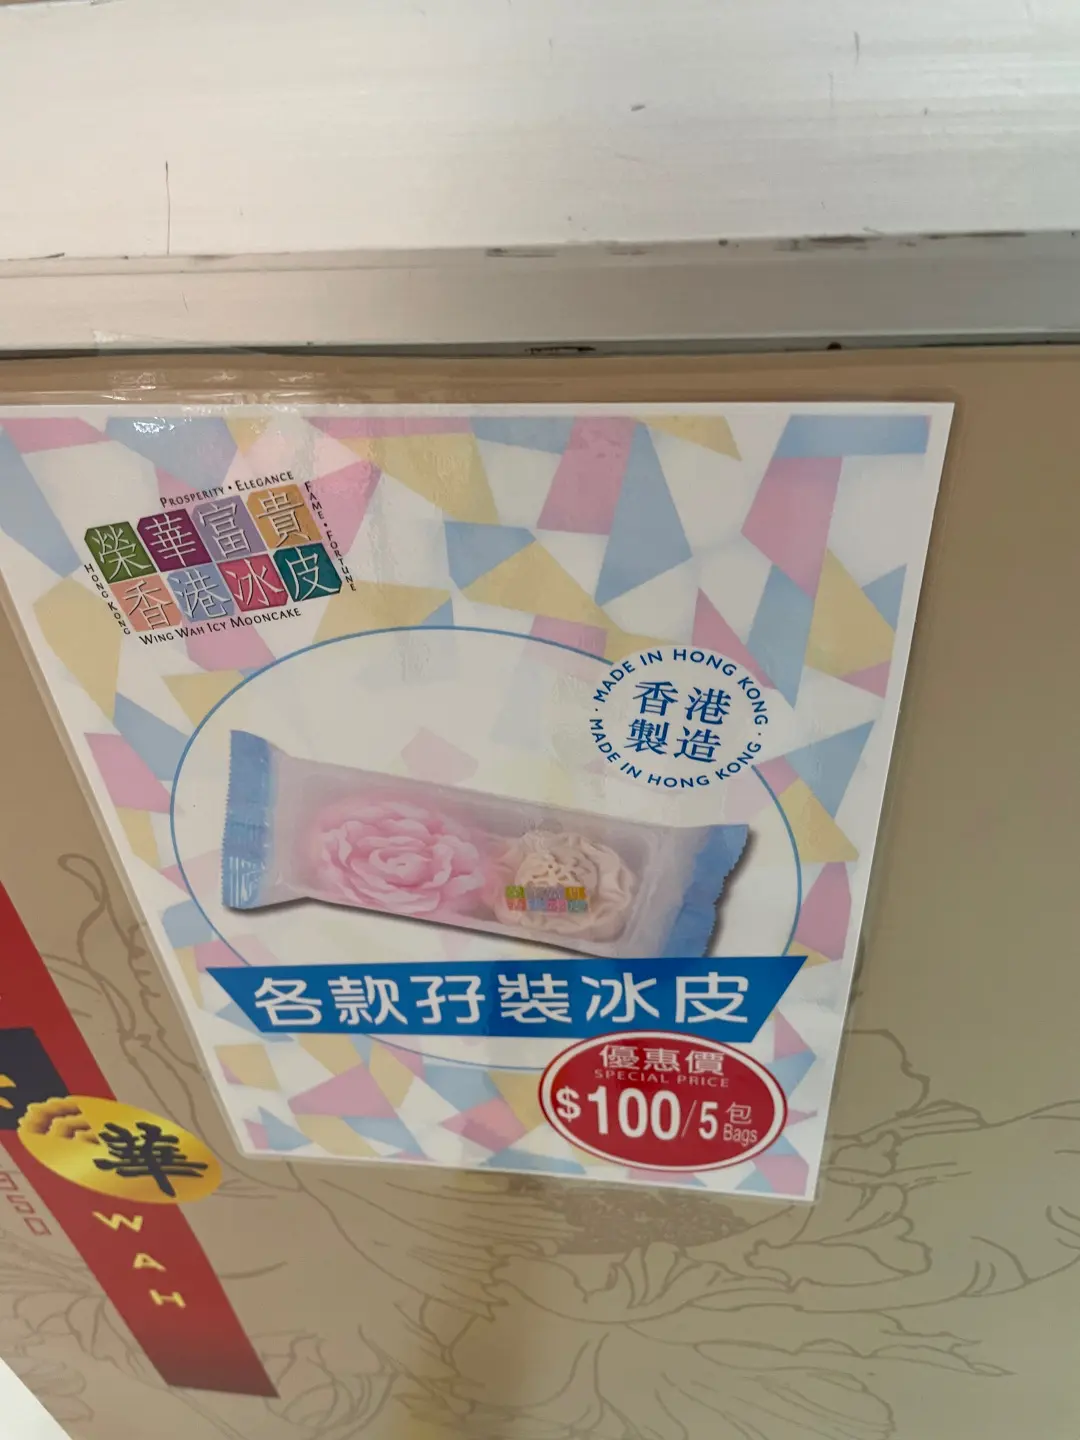 PROSPERITY • ELEGANCE
FAME • FORTUNE
榮華富貴
香港冰皮
HONG KONG
WING WAH ICY MOONCAKE
MADE IN HONG KONG
香港
製造
MADE IN HONG KONG
各款孖裝冰皮
優惠價
SPECIAL PRICE
$100/5包
Bags
華
WAH